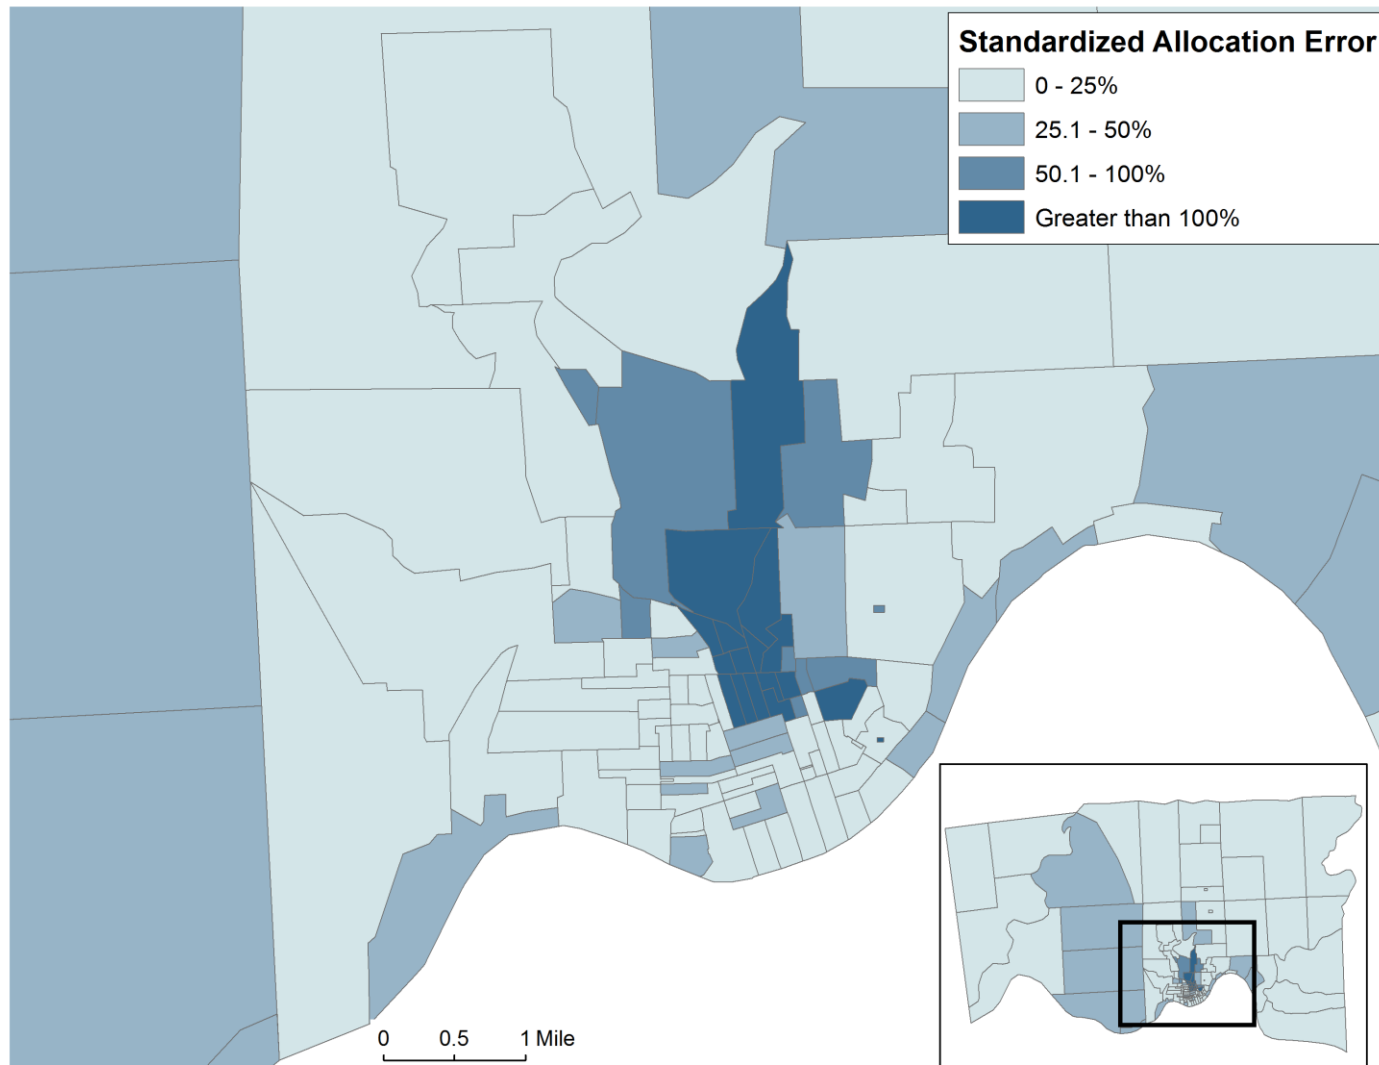 Standardized Allocation Error
0 - 25%
25.1 - 50%
50.1 - 100%
Greater than 100%
0 0.5 1 Mile